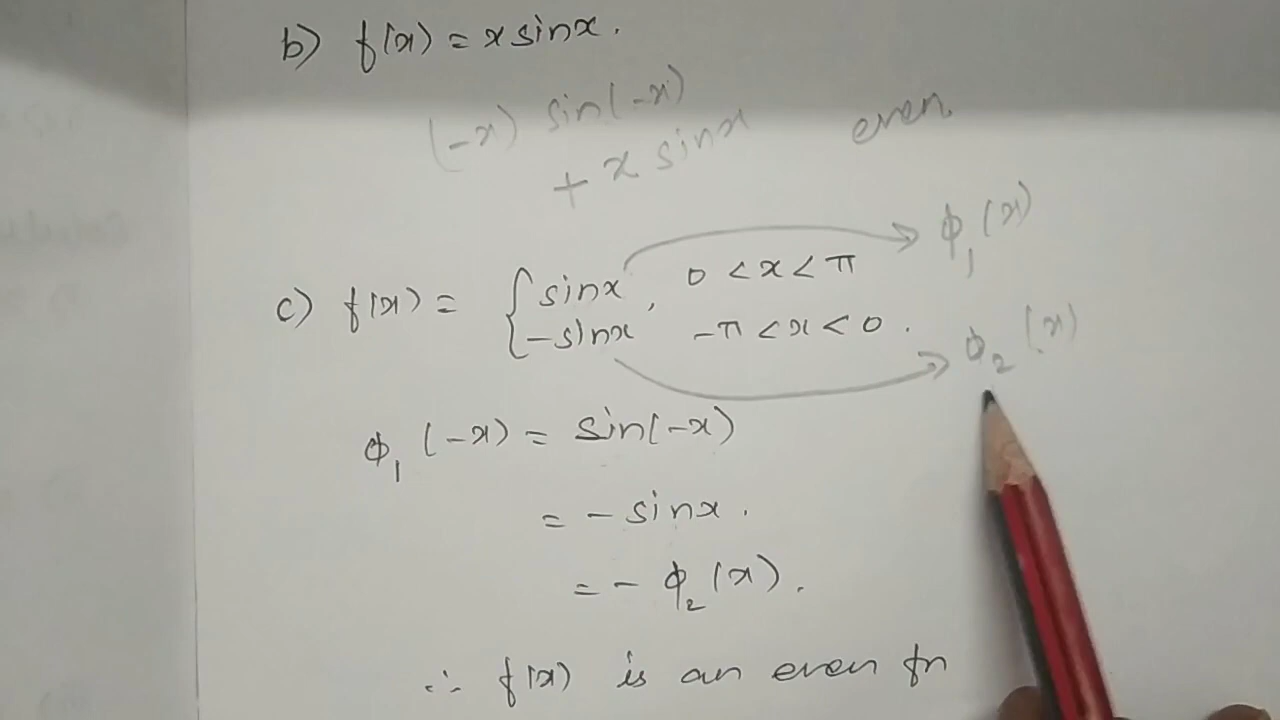 b) f(x) = x sinx.
(-x) sin(-x)
+ x sinx even
ϕ₁(x)
c) f(x) = { sinx, 0 < x < π
-sinx -π < x < 0.
ϕ₂(x)
ϕ₁(-x) = sin(-x)
= - sinx.
= - ϕ₂(x).
∴ f(x) is an even fn